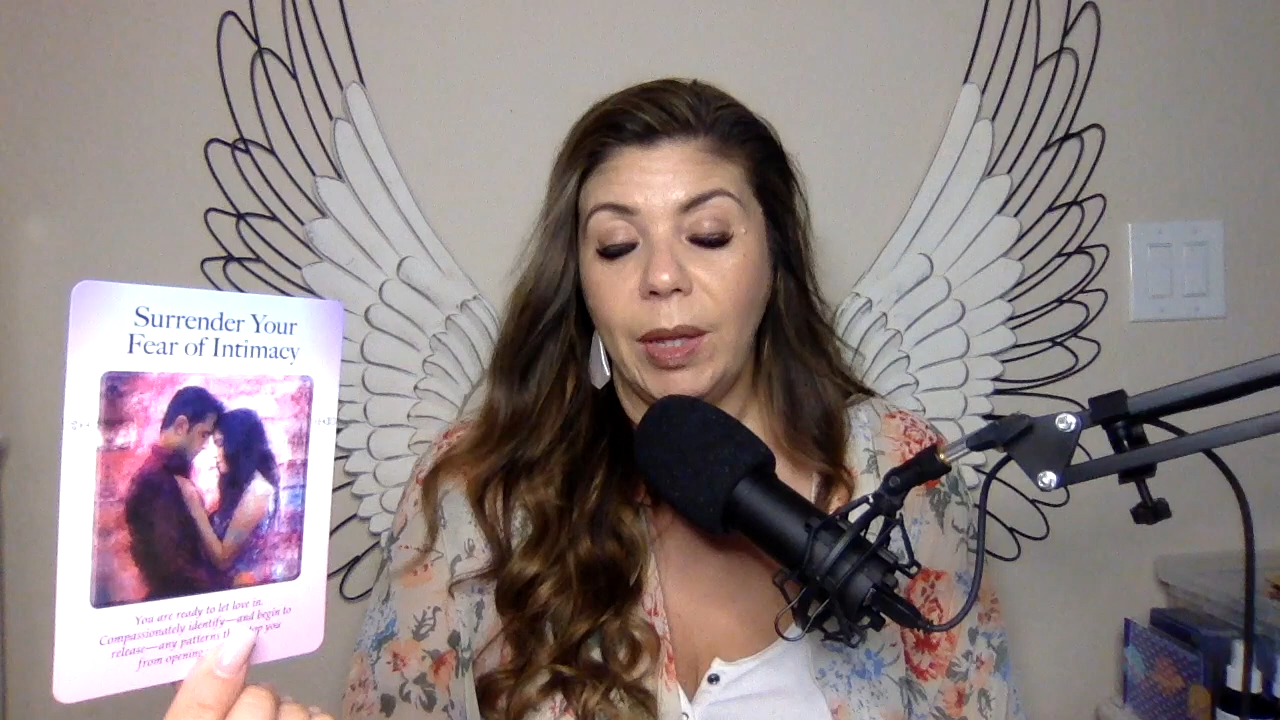 Surrender Your
Fear of Intimacy
You are ready to let love in.
Compassionately identify—and begin to
release—any patterns you
from opening